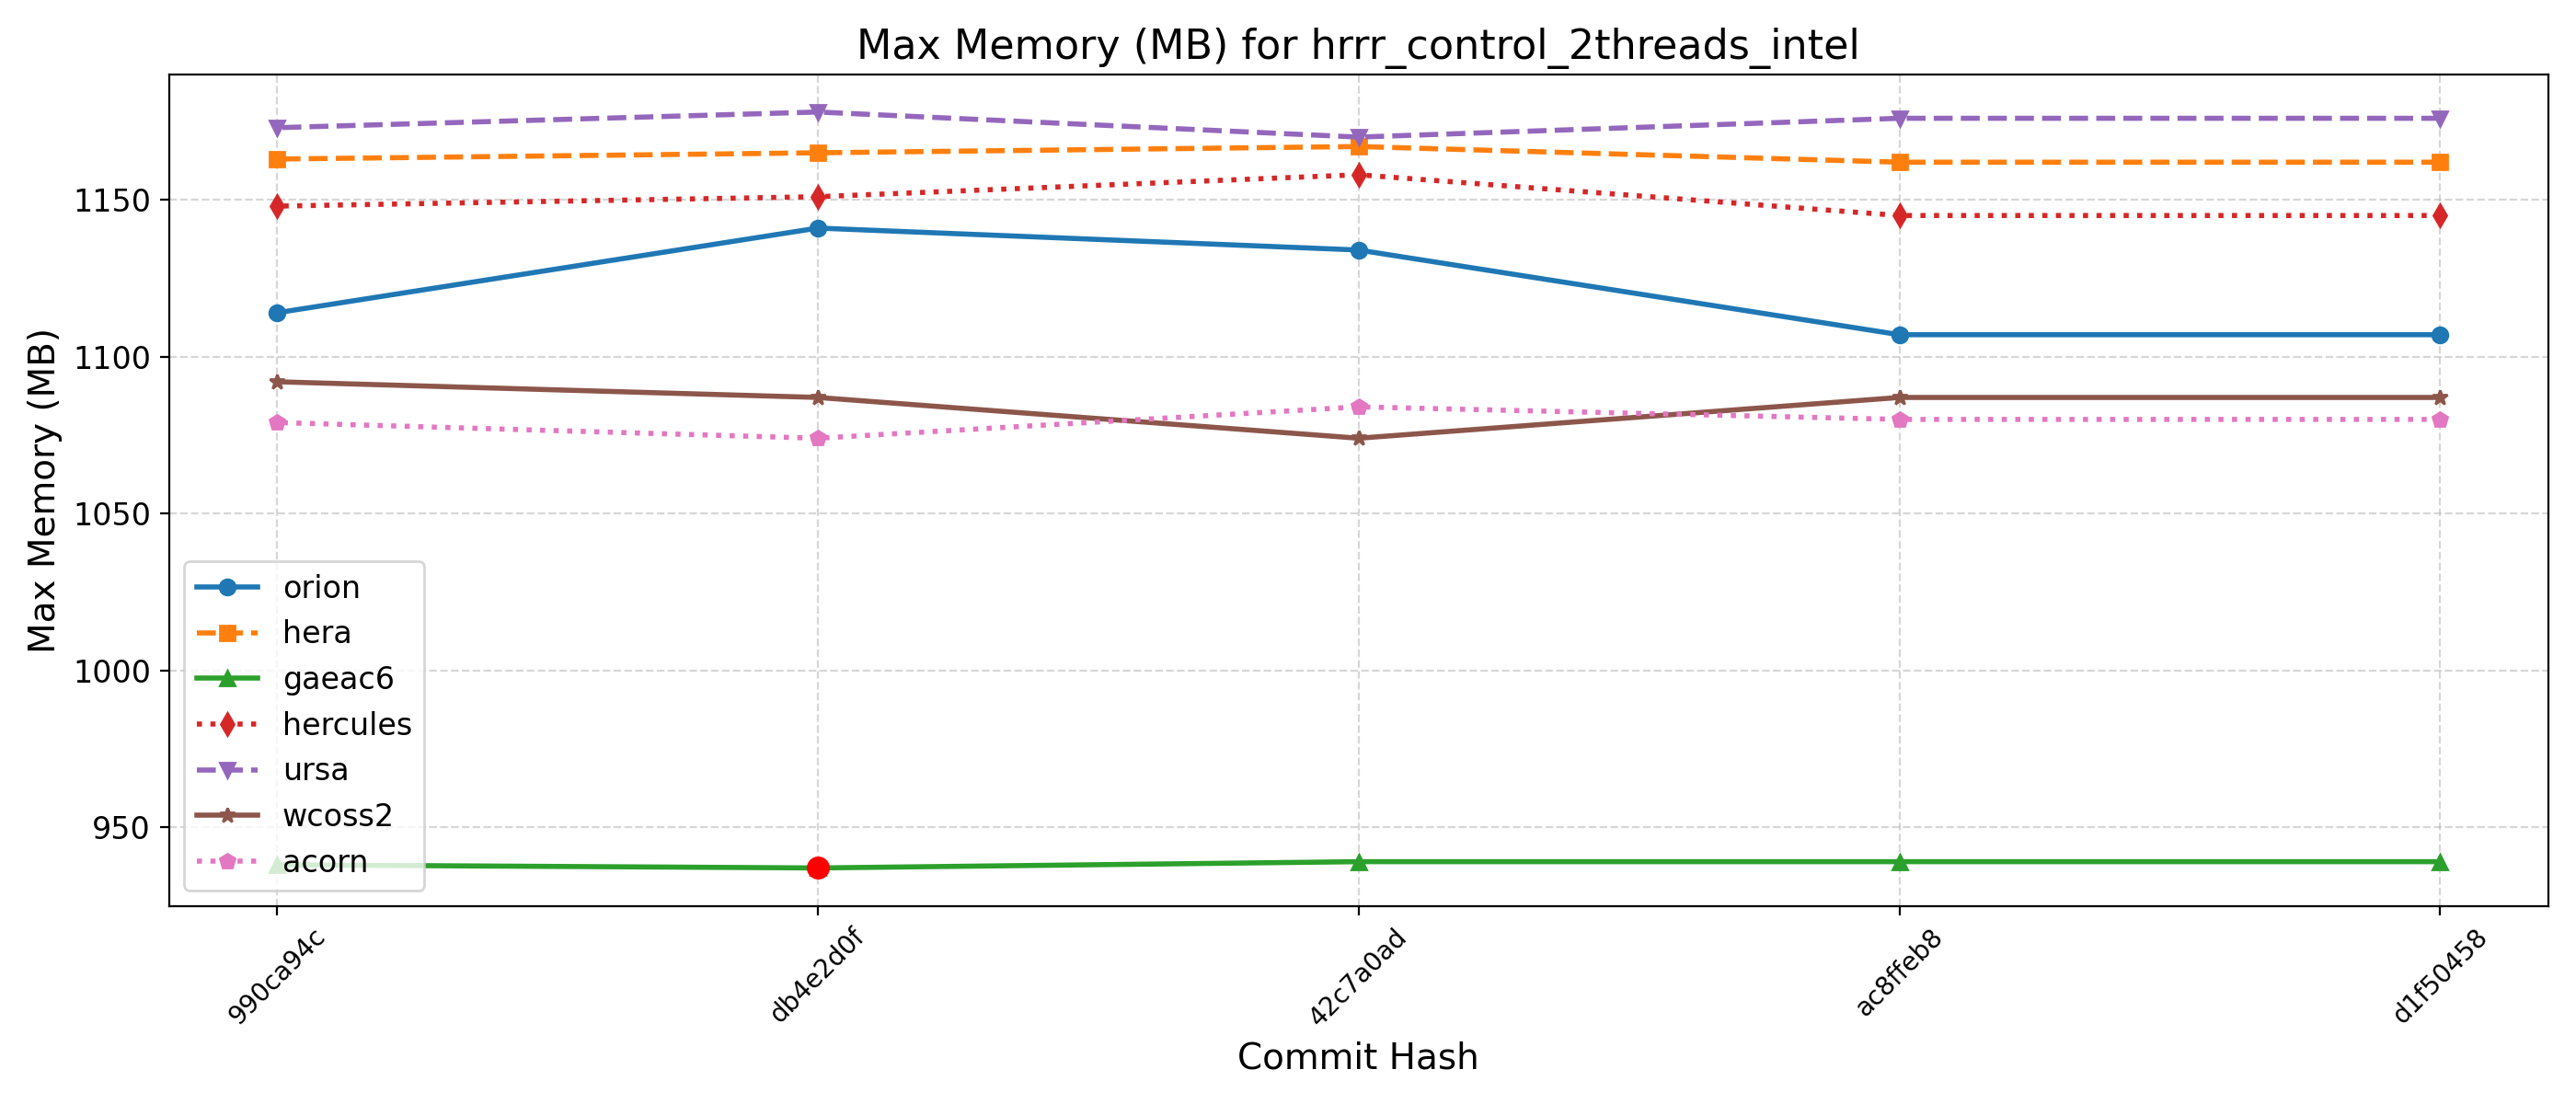 Max Memory (MB) for hrrr_control_2threads_intel
Max Memory (MB)
1150
1100
1050
1000
950
orion
hera
gaeac6
hercules
ursa
wcoss2
acorn
990ca94c
db4e2d0f
42c7a0ad
ac8ffeb8
d1f50458
Commit Hash